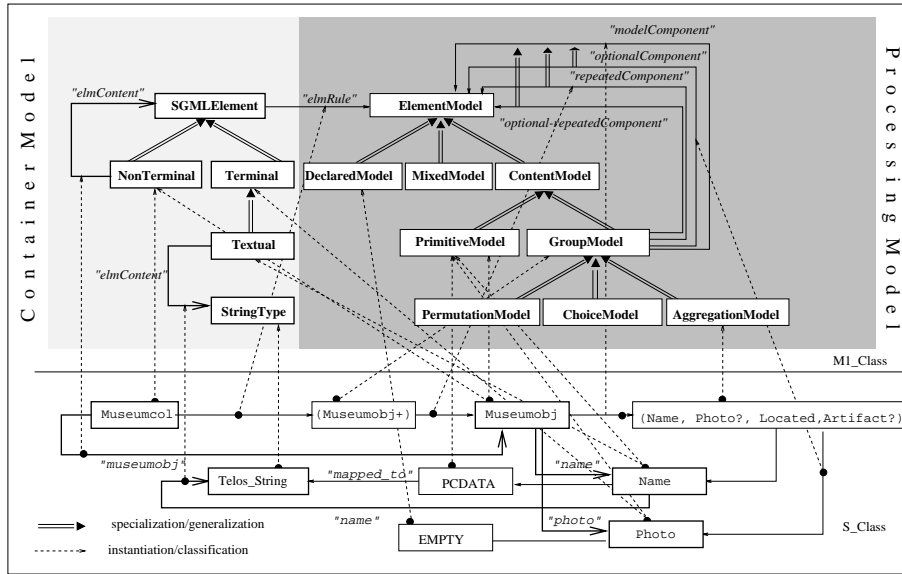 "modelComponent"
"optionalComponent"
"repeatedComponent"
"elmContent"
SGMLElement
"elmRule"
ElementModel
"optional-repeatedComponent"
Container Model
Processing Model
NonTerminal
Terminal
DeclaredModel
MixedModel
ContentModel
Textual
PrimitiveModel
GroupModel
"elmContent"
StringType
PermutationModel
ChoiceModel
AggregationModel
M1_Class
Museumcol
(Museumobj+)
Museumobj
(Name, Photo?, Located,Artifact?)
"museumobj"
Telos_String
"mapped_to"
PCDATA
"name"
Name
"name"
EMPTY
"photo"
Photo
S_Class
specialization/generalization
instantiation/classification